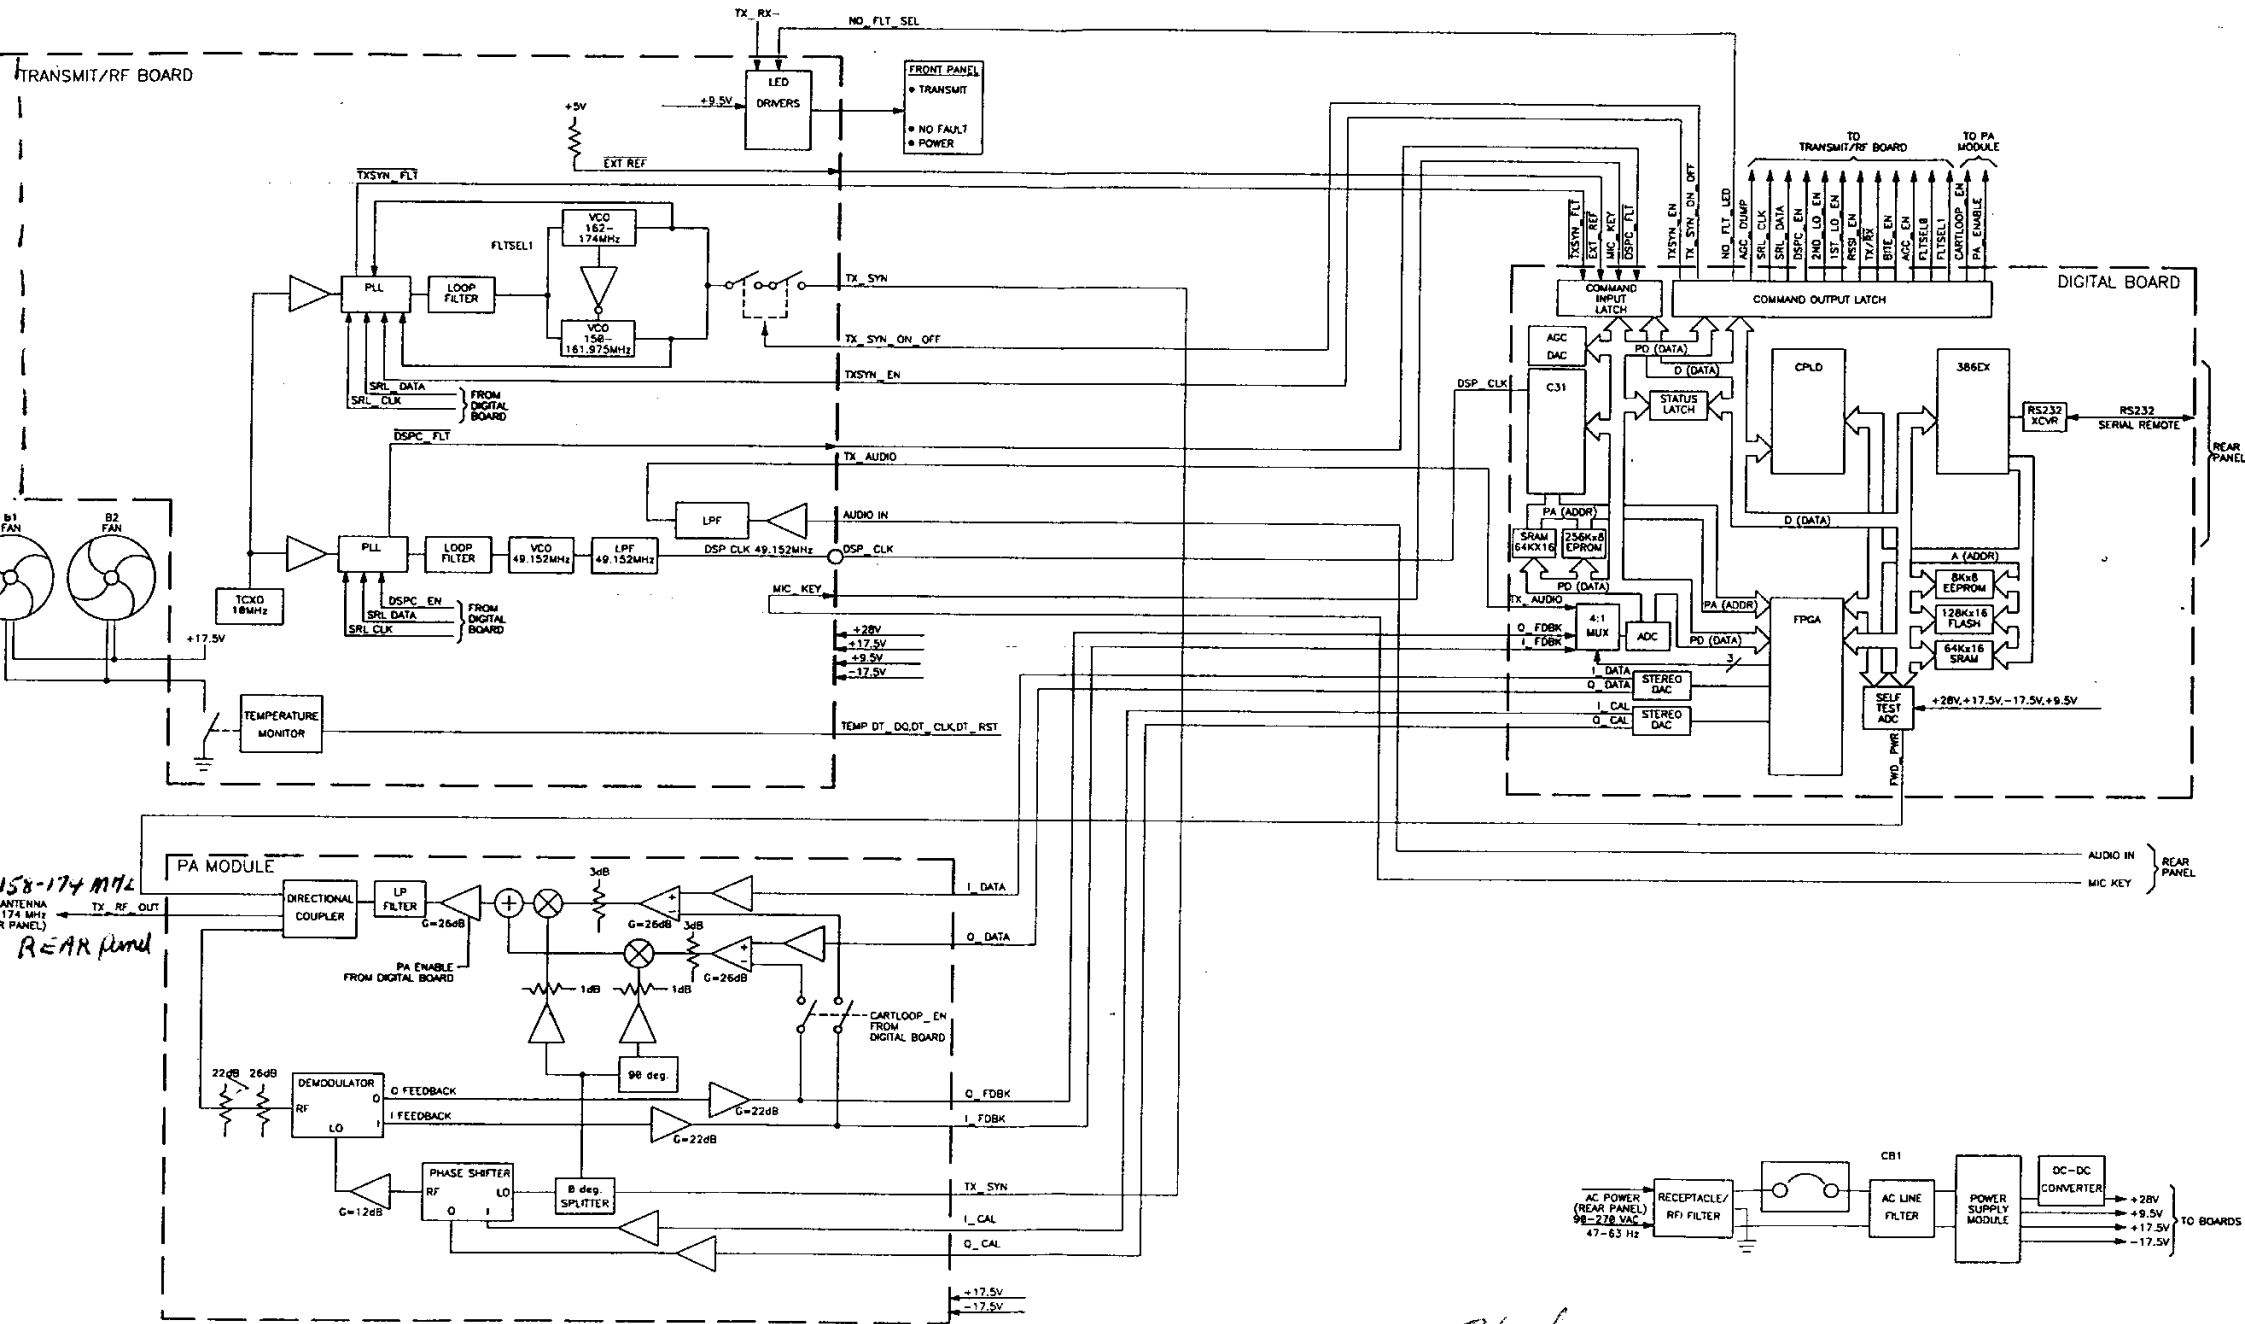 TX_RX-
NO_FLT_SEL
TRANSMIT/RF BOARD
LED
DRIVERS
+9.5V
FRONT PANEL
• TRANSMIT
• NO FAULT
• POWER
+5V
EXT REF
TXSYN_FLT
VCO
162-
174MHz
FLTSEL1
PLL
LOOP
FILTER
VCO
150-
161.975MHz
TX_SYN
TX_SYN_ON_OFF
TXSYN_EN
SRL_DATA
SRL_CLK
FROM
DIGITAL
BOARD
DSPC_FLT
TX_AUDIO
LPF
AUDIO IN
PLL
LOOP
FILTER
VCO
49.152MHz
LPF
49.152MHz
DSP CLK 49.152MHz
DSP_CLK
MIC_KEY
TCXO
10MHz
DSPC_EN
SRL DATA
SRL CLK
FROM
DIGITAL
BOARD
B1
FAN
B2
FAN
+17.5V
+28V
+17.5V
+9.5V
-17.5V
TEMPERATURE
MONITOR
TEMP DT_DQ,DT_CLK,DT_RST
TO
TRANSMIT/RF BOARD
TO PA
MODULE
TXSYN_FLT
EXT_REF
MIC_KEY
DSPC_FLT
TXSYN_EN
TX_SYN_ON_OFF
NO_FLT_LED
AGC_DUMP
SRL_CLK
SRL_DATA
DSPC_EN
2ND_LO_EN
1ST_LO_EN
RSSI_EN
TX/RX
BITE_EN
AGC_EN
FLTSEL0
FLTSEL1
CARTLOOP_EN
PA_ENABLE
DIGITAL BOARD
COMMAND
INPUT
LATCH
COMMAND OUTPUT LATCH
AGC
DAC
PD (DATA)
D (DATA)
C31
DSP_CLK
STATUS
LATCH
CPLD
386EX
RS232
XCVR
RS232
SERIAL REMOTE
REAR
PANEL
PA (ADDR)
SRAM
64KX16
256Kx8
EPROM
PD (DATA)
D (DATA)
A (ADDR)
8Kx8
EEPROM
128Kx16
FLASH
64Kx16
SRAM
TX_AUDIO
Q_FDBK
I_FDBK
4:1
MUX
ADC
PA (ADDR)
PD (DATA)
3
FPGA
I_DATA
Q_DATA
STEREO
DAC
I_CAL
Q_CAL
STEREO
DAC
SELF
TEST
ADC
+28V,+17.5V,-17.5V,+9.5V
FWD_PWR
AUDIO IN
MIC KEY
REAR
PANEL
PA MODULE
158-174 MHz
ANTENNA
174 MHz
R PANEL)
REAR panel
TX_RF_OUT
DIRECTIONAL
COUPLER
LP
FILTER
G=26dB
3dB
G=26dB
3dB
G=26dB
I_DATA
Q_DATA
PA ENABLE
FROM DIGITAL BOARD
1dB
1dB
CARTLOOP_EN
FROM
DIGITAL BOARD
90 deg.
22dB
26dB
DEMODULATOR
RF
Q
I
LO
Q FEEDBACK
I FEEDBACK
G=22dB
G=22dB
Q_FDBK
I_FDBK
PHASE SHIFTER
RF
LO
Q
I
G=12dB
0 deg.
SPLITTER
TX_SYN
I_CAL
Q_CAL
+17.5V
-17.5V
CB1
AC POWER
(REAR PANEL)
90-270 VAC
47-63 Hz
RECEPTACLE/
RFI FILTER
AC LINE
FILTER
POWER
SUPPLY
MODULE
DC-DC
CONVERTER
+28V
+9.5V
+17.5V
-17.5V
TO BOARDS